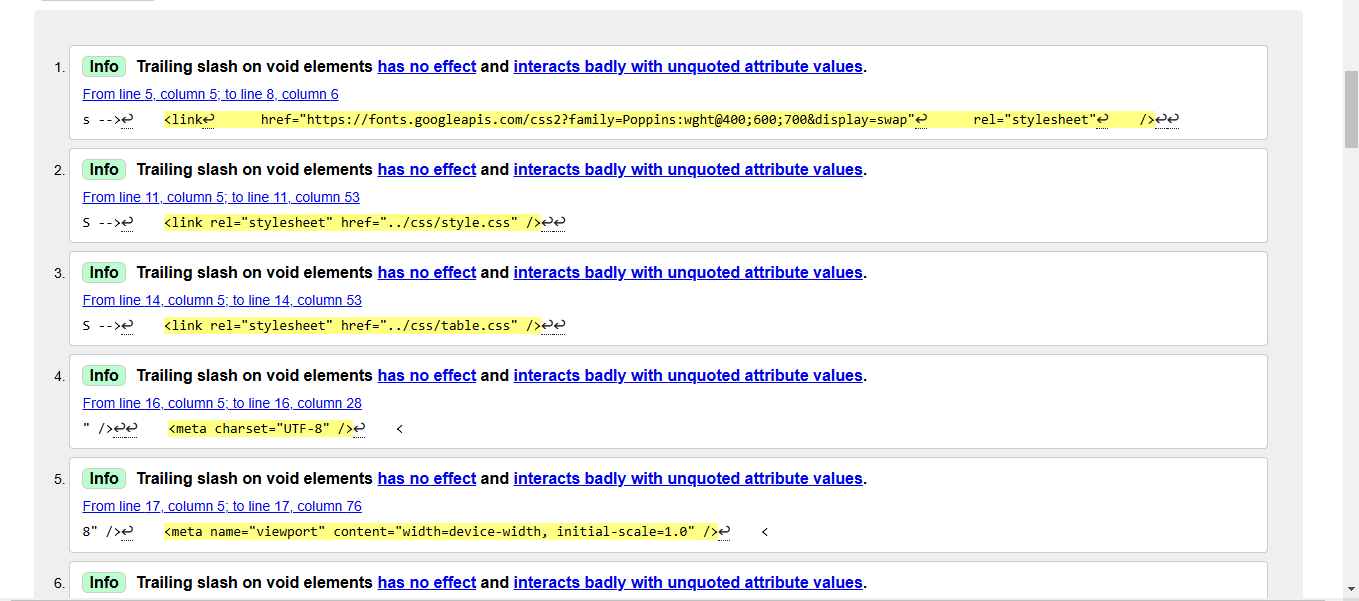 1. Info Trailing slash on void elements has no effect and interacts badly with unquoted attribute values.
From line 5, column 5; to line 8, column 6
s -->↩    <link↩      href="https://fonts.googleapis.com/css2?family=Poppins:wght@400;600;700&display=swap"↩      rel="stylesheet"↩    />↩↩
2. Info Trailing slash on void elements has no effect and interacts badly with unquoted attribute values.
From line 11, column 5; to line 11, column 53
S -->↩    <link rel="stylesheet" href="../css/style.css" />↩↩
3. Info Trailing slash on void elements has no effect and interacts badly with unquoted attribute values.
From line 14, column 5; to line 14, column 53
S -->↩    <link rel="stylesheet" href="../css/table.css" />↩↩
4. Info Trailing slash on void elements has no effect and interacts badly with unquoted attribute values.
From line 16, column 5; to line 16, column 28
" />↩↩    <meta charset="UTF-8" />↩    <
5. Info Trailing slash on void elements has no effect and interacts badly with unquoted attribute values.
From line 17, column 5; to line 17, column 76
8" />↩    <meta name="viewport" content="width=device-width, initial-scale=1.0" />↩    <
6. Info Trailing slash on void elements has no effect and interacts badly with unquoted attribute values.